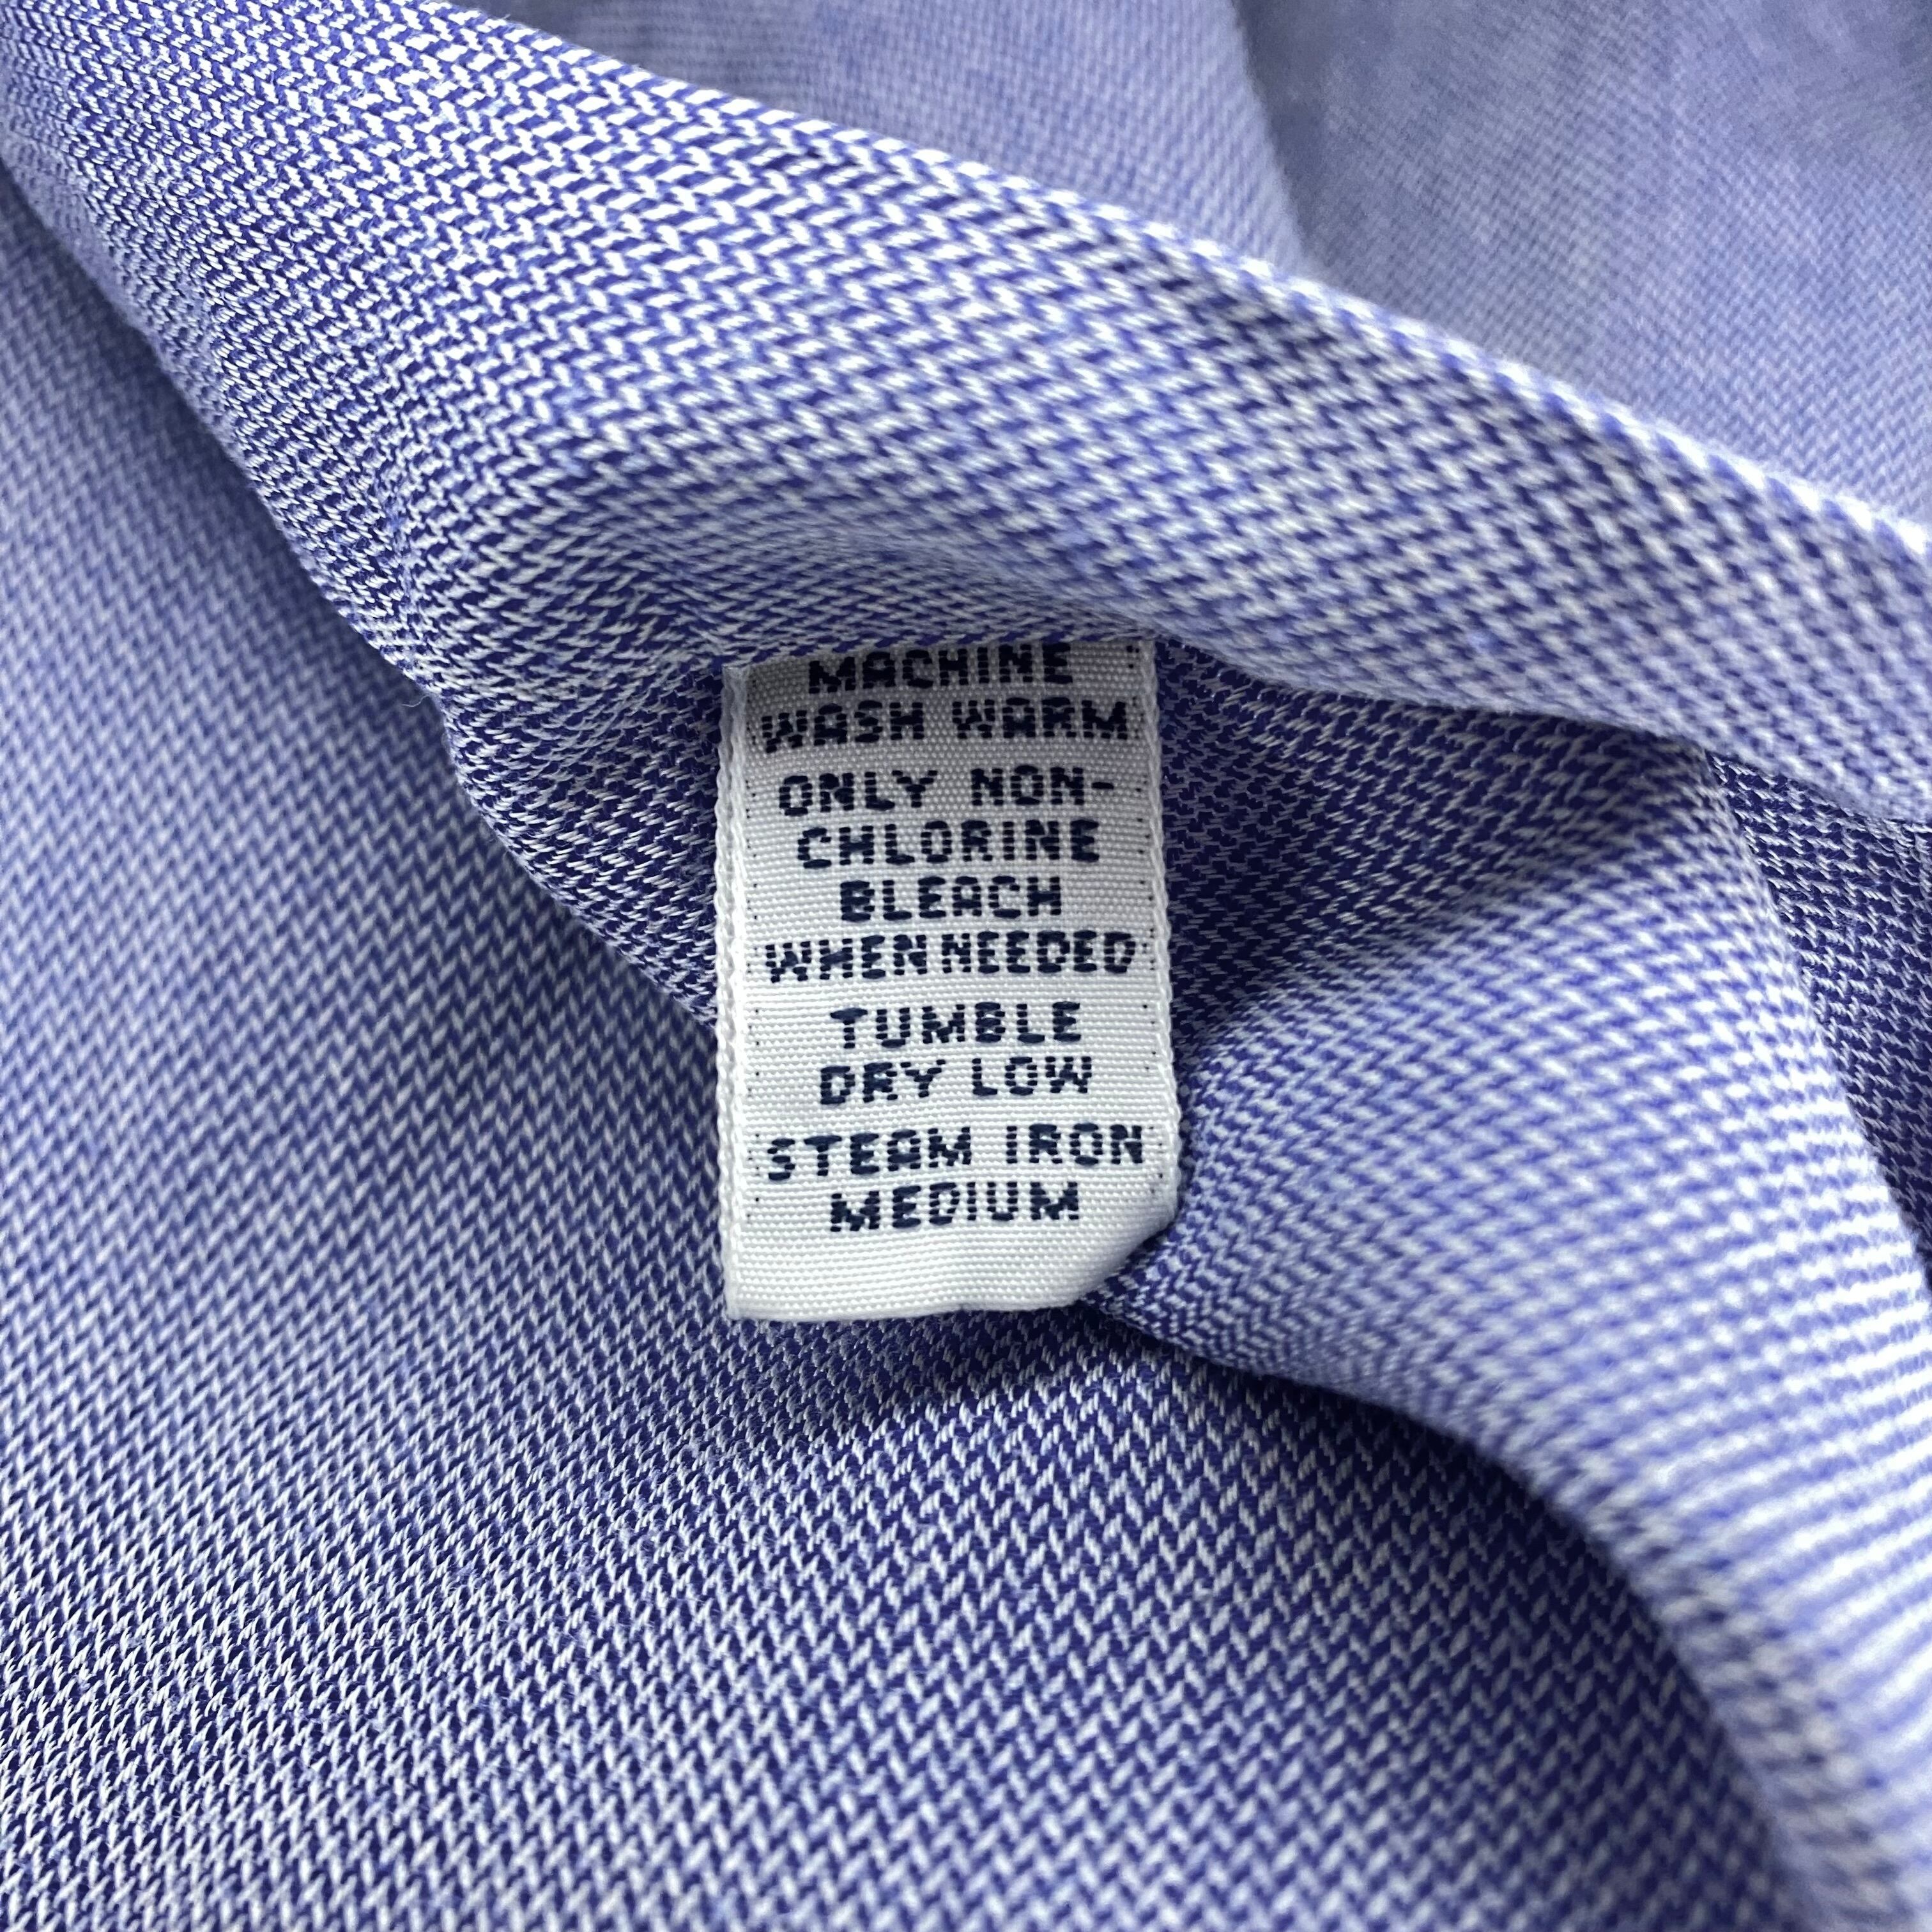 MACHINE
WASH WARM
ONLY NON-
CHLORINE
BLEACH
WHEN NEEDED
TUMBLE
DRY LOW
STEAM IRON
MEDIUM